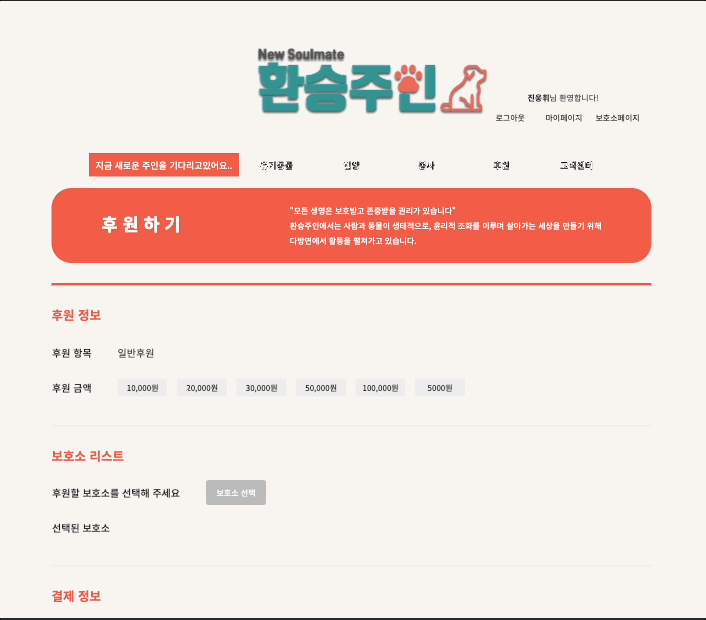 New Soulmate
환승주인
진웅휘님 환영합니다!
로그아웃 마이페이지 보호소페이지
지금 새로운 주인을 기다리고있어요.. 입양 봉사 후원 고객센터
후원하기
"모든 생명은 보호받고 존중받을 권리가 있습니다"
환승주인에서는 사람과 동물이 생태적으로, 윤리적 조화를 이루며 살아가는 세상을 만들기 위해
다방면에서 활동을 펼쳐가고 있습니다.
후원 정보
후원 항목 일반후원
후원 금액 10,000원 20,000원 30,000원 50,000원 100,000원 5000원
보호소 리스트
후원할 보호소를 선택해 주세요 보호소 선택
선택된 보호소
결제 정보